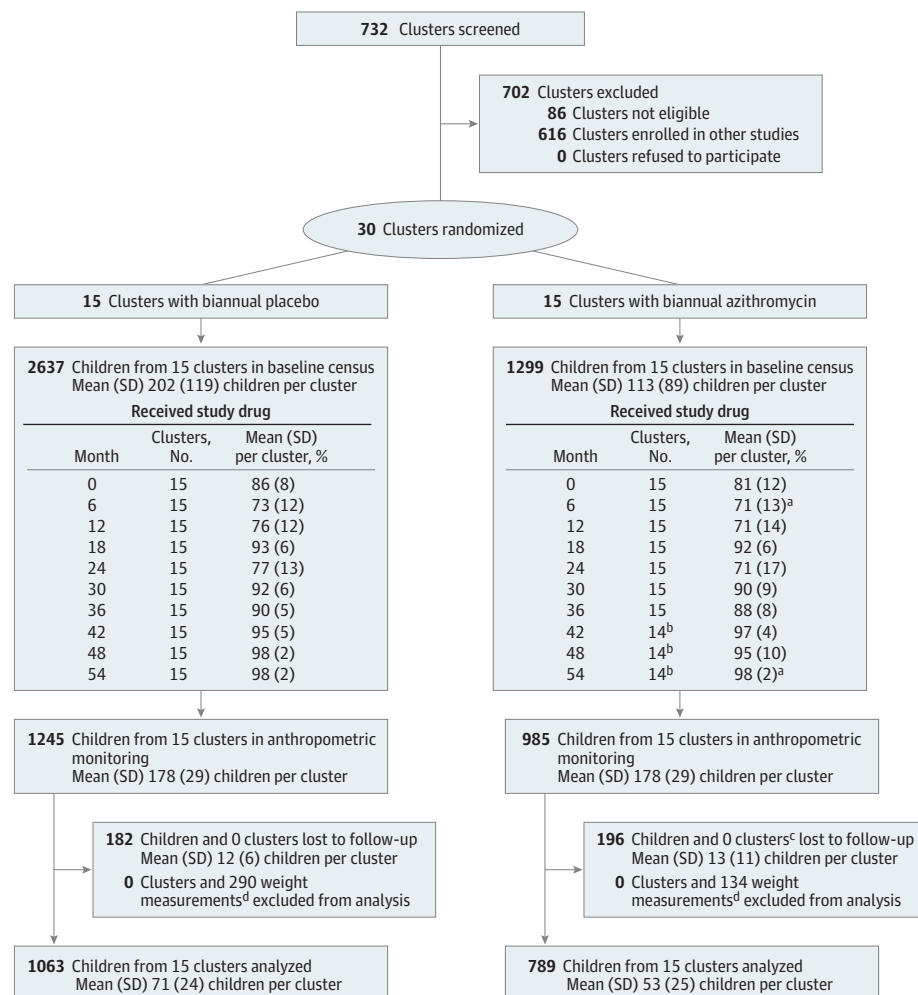 732 Clusters screened
702 Clusters excluded
86 Clusters not eligible
616 Clusters enrolled in other studies
0 Clusters refused to participate
30 Clusters randomized
15 Clusters with biannual placebo
2637 Children from 15 clusters in baseline census
Mean (SD) 202 (119) children per cluster
Received study drug
Clusters, Mean (SD)
Month No. per cluster, %
0 15 86 (8)
6 15 73 (12)
12 15 76 (12)
18 15 93 (6)
24 15 77 (13)
30 15 92 (6)
36 15 90 (5)
42 15 95 (5)
48 15 98 (2)
54 15 98 (2)
1245 Children from 15 clusters in anthropometric
monitoring
Mean (SD) 178 (29) children per cluster
182 Children and 0 clusters lost to follow-up
Mean (SD) 12 (6) children per cluster
0 Clusters and 290 weight
measurementsᵈ excluded from analysis
1063 Children from 15 clusters analyzed
Mean (SD) 71 (24) children per cluster
15 Clusters with biannual azithromycin
1299 Children from 15 clusters in baseline census
Mean (SD) 113 (89) children per cluster
Received study drug
Clusters, Mean (SD)
Month No. per cluster, %
0 15 81 (12)
6 15 71 (13)ᵃ
12 15 71 (14)
18 15 92 (6)
24 15 71 (17)
30 15 90 (9)
36 15 88 (8)
42 14ᵇ 97 (4)
48 14ᵇ 95 (10)
54 14ᵇ 98 (2)ᵃ
985 Children from 15 clusters in anthropometric
monitoring
Mean (SD) 178 (29) children per cluster
196 Children and 0 clustersᶜ lost to follow-up
Mean (SD) 13 (11) children per cluster
0 Clusters and 134 weight
measurementsᵈ excluded from analysis
789 Children from 15 clusters analyzed
Mean (SD) 53 (25) children per cluster